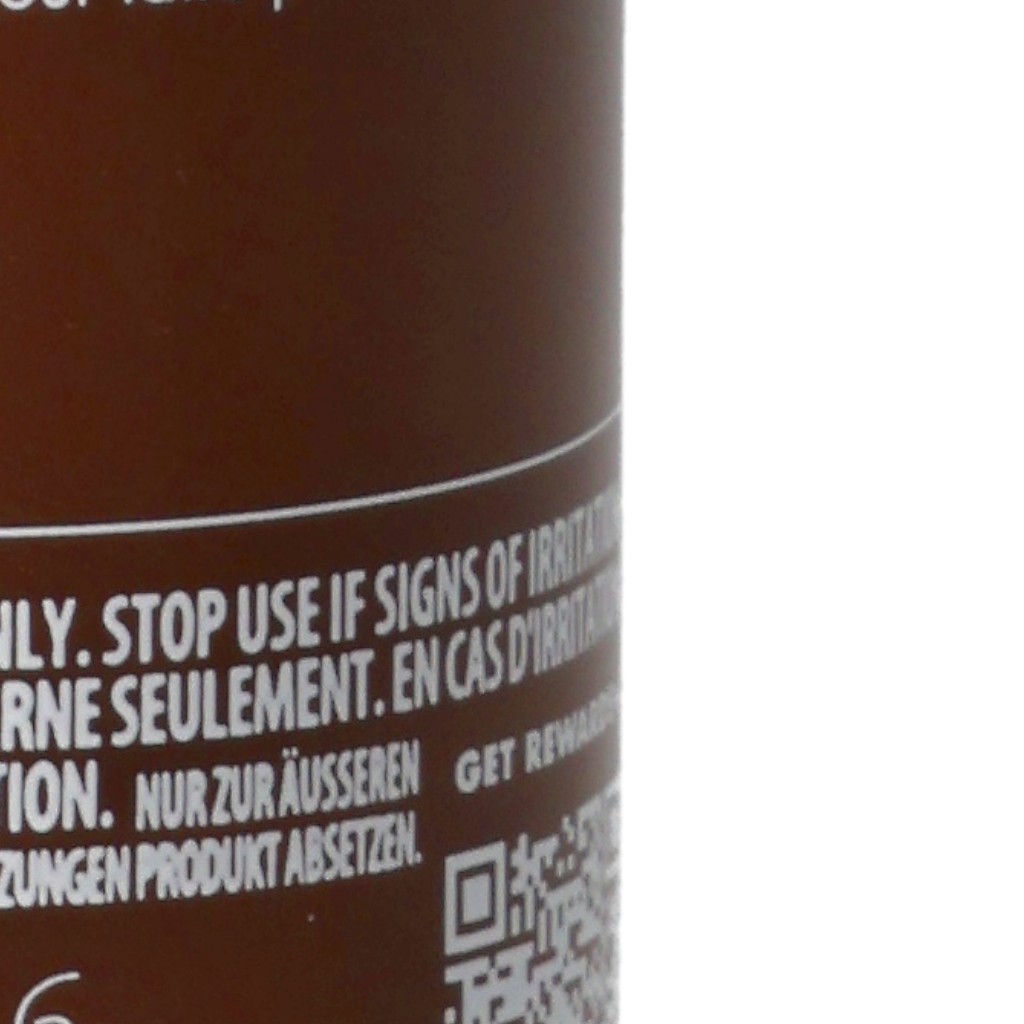 NLY. STOP USE IF SIGNS OF
RNE SEULEMENT. EN CAS
TION. NUR ZUR ÄUSSEREN
ZUNGEN PRODUKT ABSETZEN.
GET